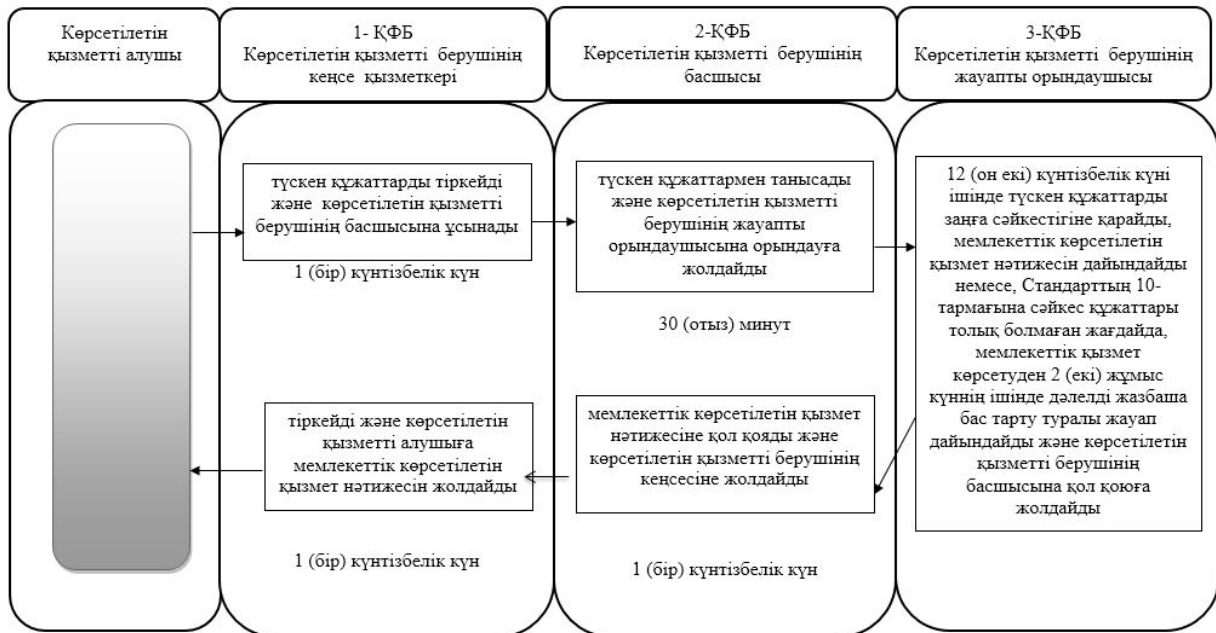 Көрсетілетін
қызметті алушы
1- ҚФБ
Көрсетілетін қызметті берушінің
кеңсе қызметкері
2-ҚФБ
Көрсетілетін қызметті берушінің
басшысы
3-ҚФБ
Көрсетілетін қызметті берушінің
жауапты орындаушысы
түскен құжаттарды тіркейді
және көрсетілетін қызметті
берушінің басшысына ұсынады
1 (бір) күнтізбелік күн
түскен құжаттармен танысады
және көрсетілетін қызметті
берушінің жауапты
орындаушысына орындауға
жолдайды
30 (отыз) минут
12 (он екі) күнтізбелік күні
ішінде түскен құжаттарды
заңға сәйкестігіне қарайды,
мемлекеттік көрсетілетін
қызмет нәтижесін дайындайды
немесе, Стандарттың 10-
тармағына сәйкес құжаттары
толық болмаған жағдайда,
мемлекеттік қызмет
көрсетуден 2 (екі) жұмыс
күннің ішінде дәлелді жазбаша
бас тарту туралы жауап
дайындайды және көрсетілетін
қызметті берушінің
басшысына қол қоюға
жолдайды
мемлекеттік көрсетілетін қызмет
нәтижесіне қол қояды және
көрсетілетін қызметті берушінің
кеңсесіне жолдайды
1 (бір) күнтізбелік күн
тіркейді және көрсетілетін
қызметті алушыға
мемлекеттік көрсетілетін
қызмет нәтижесін жолдайды
1 (бір) күнтізбелік күн